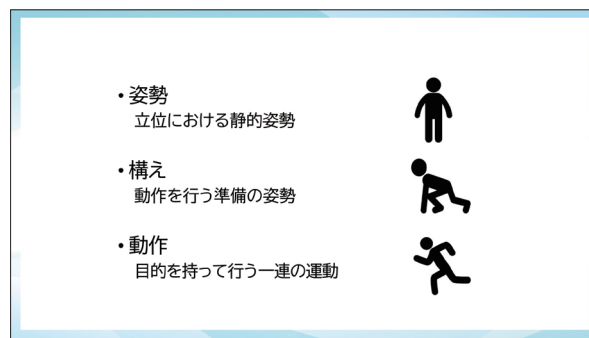 ・姿勢
立位における静的姿勢
・構え
動作を行う準備の姿勢
・動作
目的を持って行う一連の運動